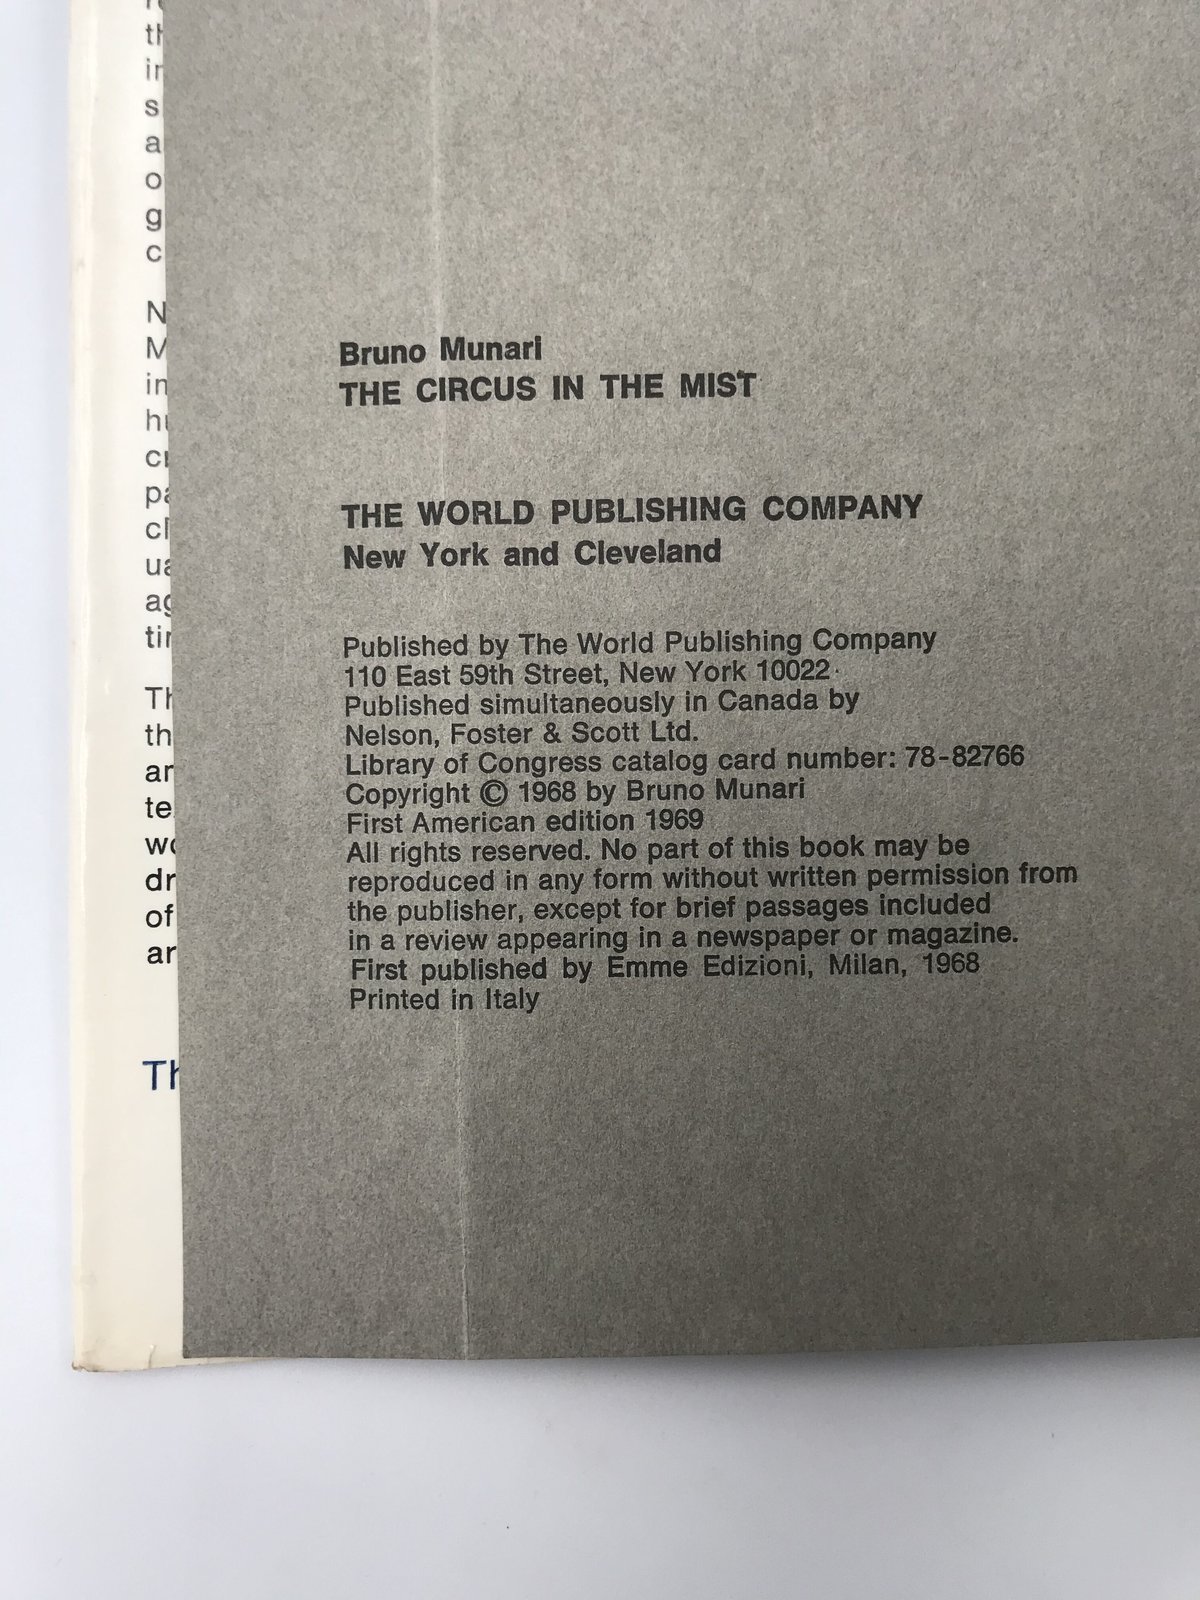 Bruno Munari
THE CIRCUS IN THE MIST
THE WORLD PUBLISHING COMPANY
New York and Cleveland
Published by The World Publishing Company
110 East 59th Street, New York 10022
Published simultaneously in Canada by
Nelson, Foster & Scott Ltd.
Library of Congress catalog card number: 78-82766
Copyright © 1968 by Bruno Munari
First American edition 1969
All rights reserved. No part of this book may be
reproduced in any form without written permission from
the publisher, except for brief passages included
in a review appearing in a newspaper or magazine.
First published by Emme Edizioni, Milan, 1968
Printed in Italy